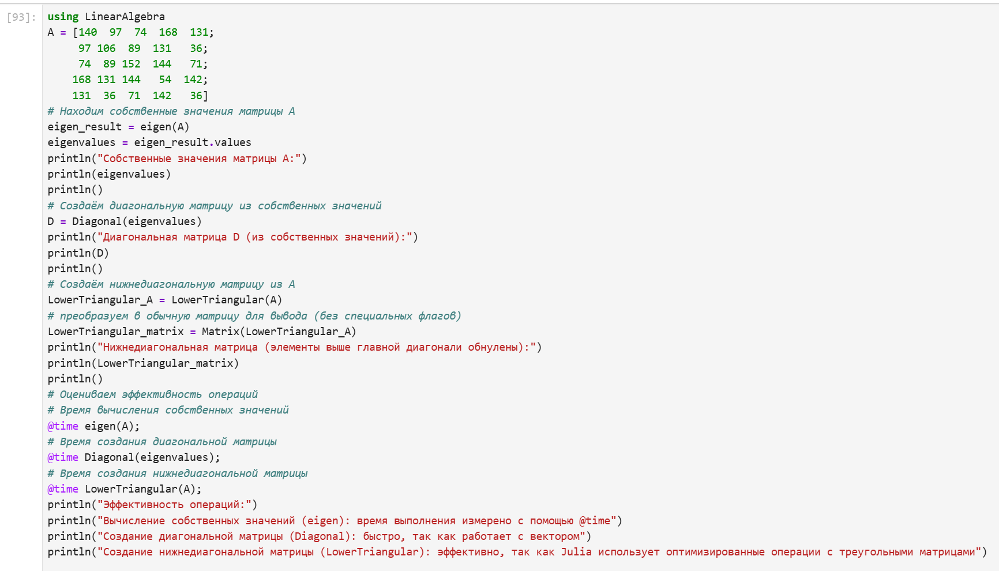 [93]:
using LinearAlgebra
A = [140  97  74  168  131;
     97 106  89  131   36;
     74  89 152  144   71;
    168 131 144   54  142;
    131  36  71  142   36]
# Находим собственные значения матрицы A
eigen_result = eigen(A)
eigenvalues = eigen_result.values
println("Собственные значения матрицы A:")
println(eigenvalues)
println()
# Создаём диагональную матрицу из собственных значений
D = Diagonal(eigenvalues)
println("Диагональная матрица D (из собственных значений):")
println(D)
println()
# Создаём нижнедиагональную матрицу из A
LowerTriangular_A = LowerTriangular(A)
# преобразуем в обычную матрицу для вывода (без специальных флагов)
LowerTriangular_matrix = Matrix(LowerTriangular_A)
println("Нижнедиагональная матрица (элементы выше главной диагонали обнулены):")
println(LowerTriangular_matrix)
println()
# Оцениваем эффективность операций
# Время вычисления собственных значений
@time eigen(A);
# Время создания диагональной матрицы
@time Diagonal(eigenvalues);
# Время создания нижнедиагональной матрицы
@time LowerTriangular(A);
println("Эффективность операций:")
println("Вычисление собственных значений (eigen): время выполнения измерено с помощью @time")
println("Создание диагональной матрицы (Diagonal): быстро, так как работает с вектором")
println("Создание нижнедиагональной матрицы (LowerTriangular): эффективно, так как Julia использует оптимизированные операции с треугольными матрицами")